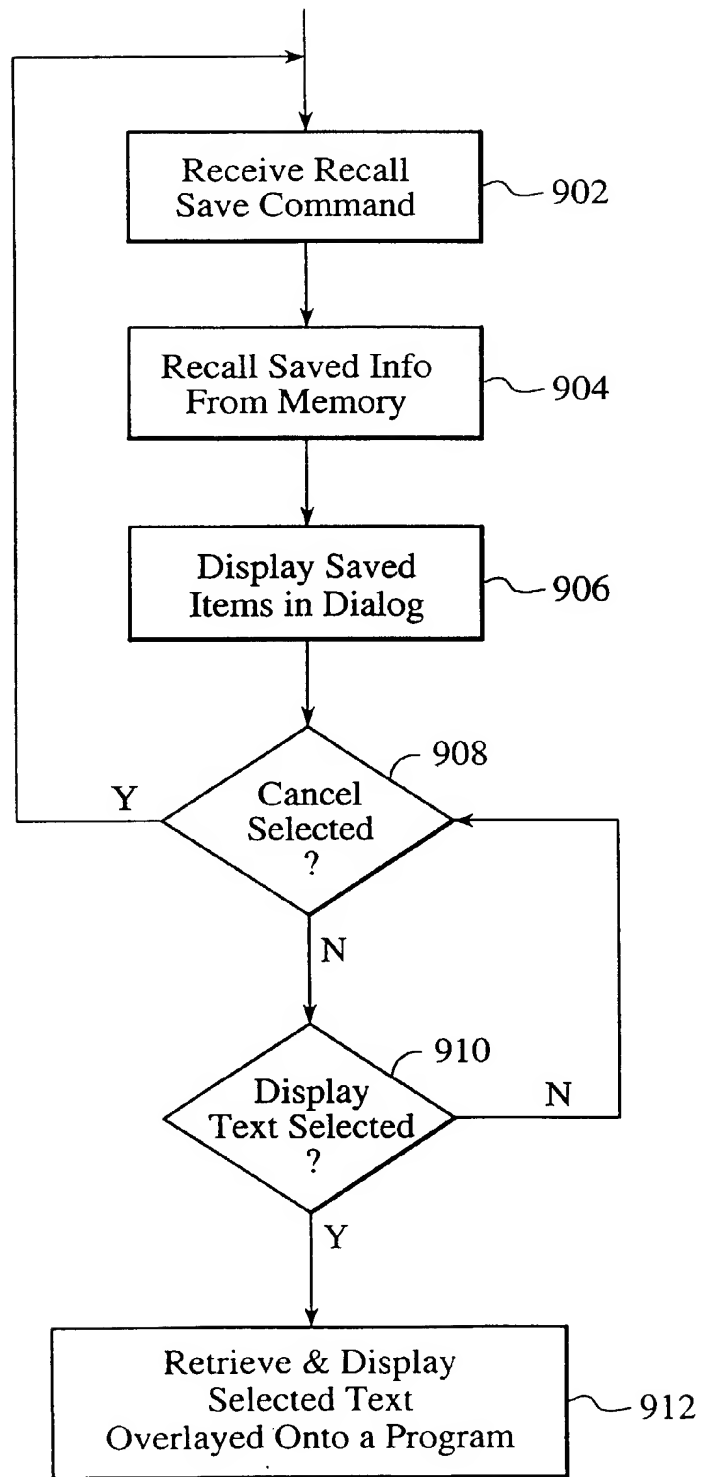 Receive Recall
Save Command
902
Recall Saved Info
From Memory
904
Display Saved
Items in Dialog
906
908
Cancel
Selected
?
Y
N
910
Display
Text Selected
?
N
Y
Retrieve & Display
Selected Text
Overlayed Onto a Program
912